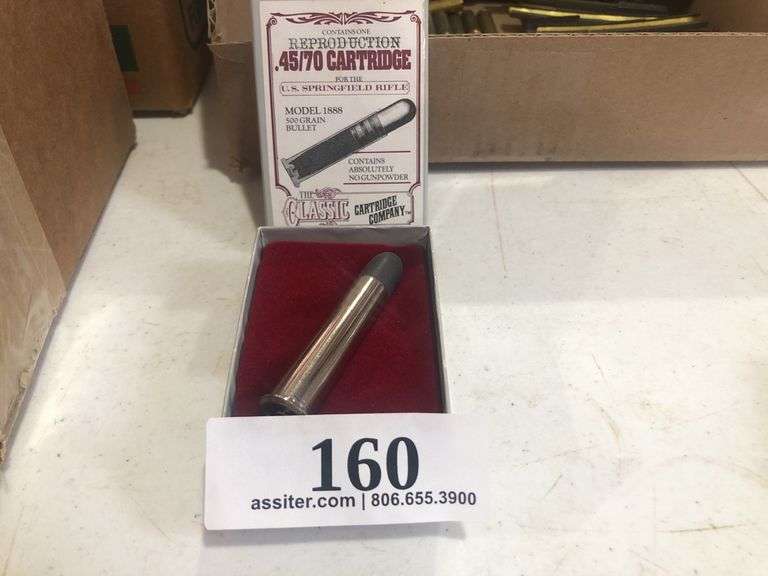 CONTAINS ONE
REPRODUCTION
.45/70 CARTRIDGE
FOR THE
U.S. SPRINGFIELD RIFLE
MODEL 1888
500 GRAIN
BULLET
CONTAINS
ABSOLUTELY
NO GUNPOWDER
THE
CLASSIC CARTRIDGE
COMPANY™
160
assiter.com | 806.655.3900